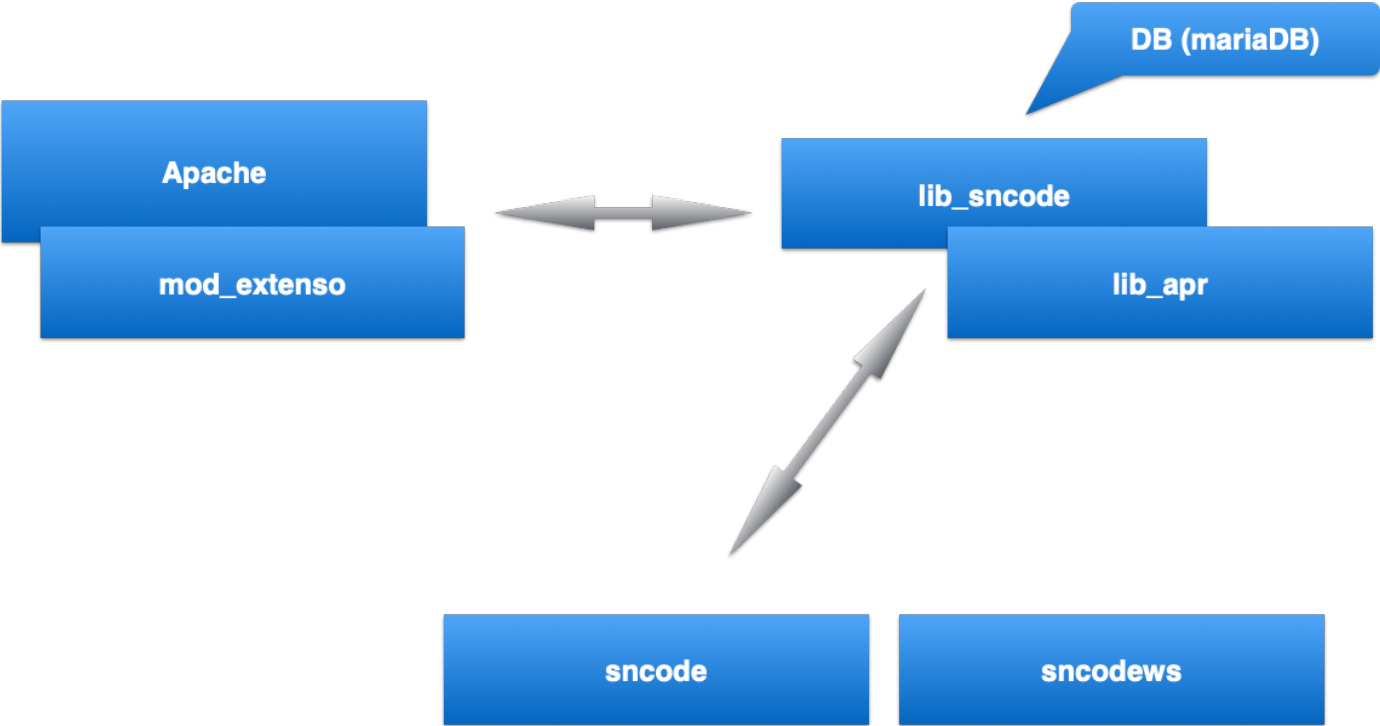 DB (mariaDB)
Apache
lib_sncode
mod_extenso
lib_apr
sncode
sncodews